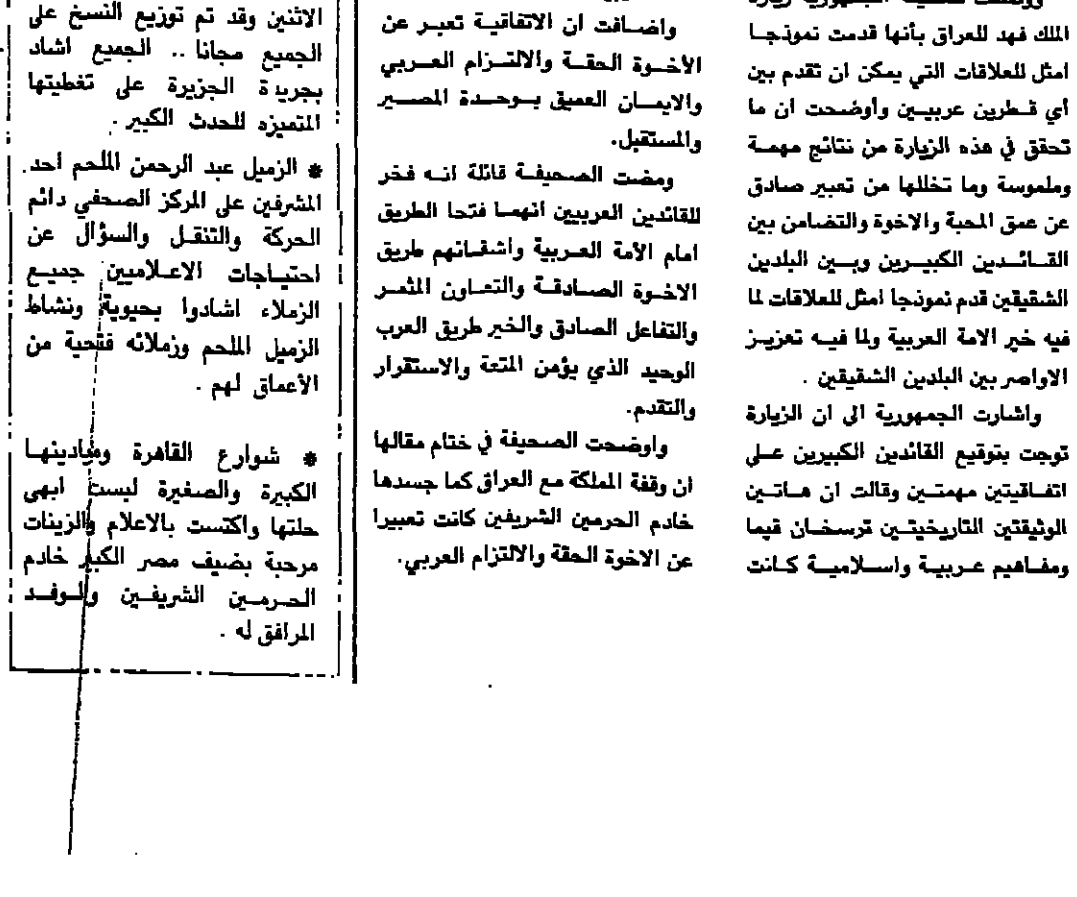 الملك فهد للعراق بأنها قدمت نموذجا
امثل للعلاقات التي يمكن ان تقدم بين
أي قطرين عربيين وأوضحت ان ما
تحقق في هذه الزيارة من نتائج مهمة
وملموسة وما تخللها من تعبير صادق
عن عمق المحبة والاخوة والتضامن بين
القائدين الكبيرين وبين البلدين
الشقيقين قدم نموذجا امثل للعلاقات لما
فيه خير الامة العربية ولما فيه تعزيز
الاواصر بين البلدين الشقيقين .
واشارت الجمهورية الى ان الزيارة
توجت بتوقيع القائدين الكبيرين على
اتفاقيتين مهمتين وقالت ان هاتين
الوثيقتين التاريخيتين ترسخان قيما
ومفاهيم عربية واسلامية كانت
واضافت ان الاتفاقية تعبر عن
الأخوة الحقة والالتزام العربي
والايمان العميق بوحدة المصير
والمستقبل.
ومضت الصحيفة قائلة انه فخر
للقائدين العربيين انهما فتحا الطريق
امام الأمة العربية واشقائهم طريق
الاخوة الصادقة والتعاون المثمر
والتفاعل الصادق والخير طريق العرب
الوحيد الذي يؤمن المتعة والاستقرار
والتقدم.
واوضحت الصحيفة في ختام مقالها
أن وقفة المملكة مع العراق كما جسدها
خادم الحرمين الشريفين كانت تعبيرا
عن الاخوة الحقة والالتزام العربي.
الاثنين وقد تم توزيع النسخ على
الجميع مجانا .. الجميع اشاد
بجريدة الجزيرة على تغطيتها
المتميزه للحدث الكبير .
* الزميل عبد الرحمن الملحم احد
المشرفين على المركز الصحفي دائم
الحركة والتنقل والسؤال عن
احتياجات الاعلاميين جميع
الزملاء اشادوا بحيوية ونشاط
الزميل الملحم وزملائه فتحية من
الأعماق لهم .
* شوارع القاهرة وميادينها
الكبيرة والصغيرة لبست ابهى
حلتها واكتست بالاعلام والزينات
مرحبة بضيف مصر الكبير خادم
الحرمين الشريفين والوفد
المرافق له .